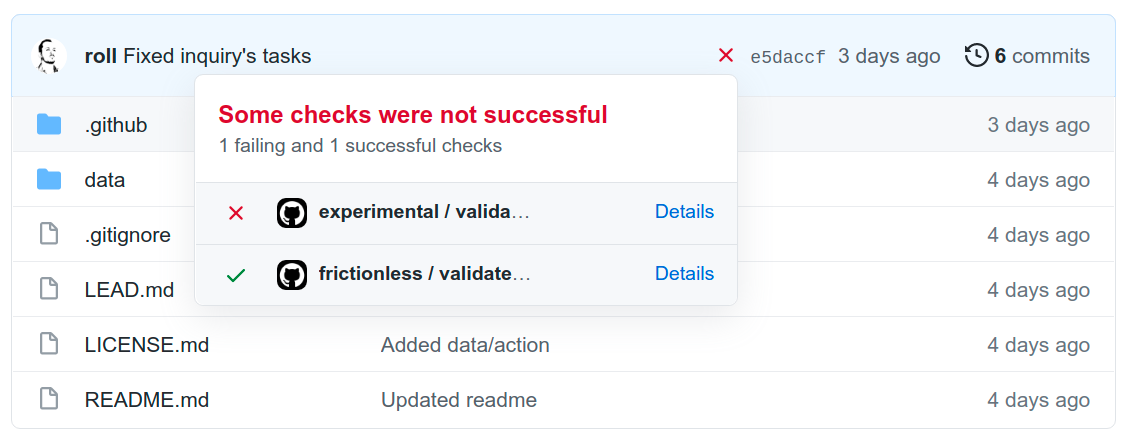 roll Fixed inquiry's tasks e5daccf 3 days ago 6 commits
Some checks were not successful
1 failing and 1 successful checks
experimental / valida… Details
frictionless / validate… Details
.github 3 days ago
data 4 days ago
.gitignore 4 days ago
LEAD.md 4 days ago
LICENSE.md Added data/action 4 days ago
README.md Updated readme 4 days ago